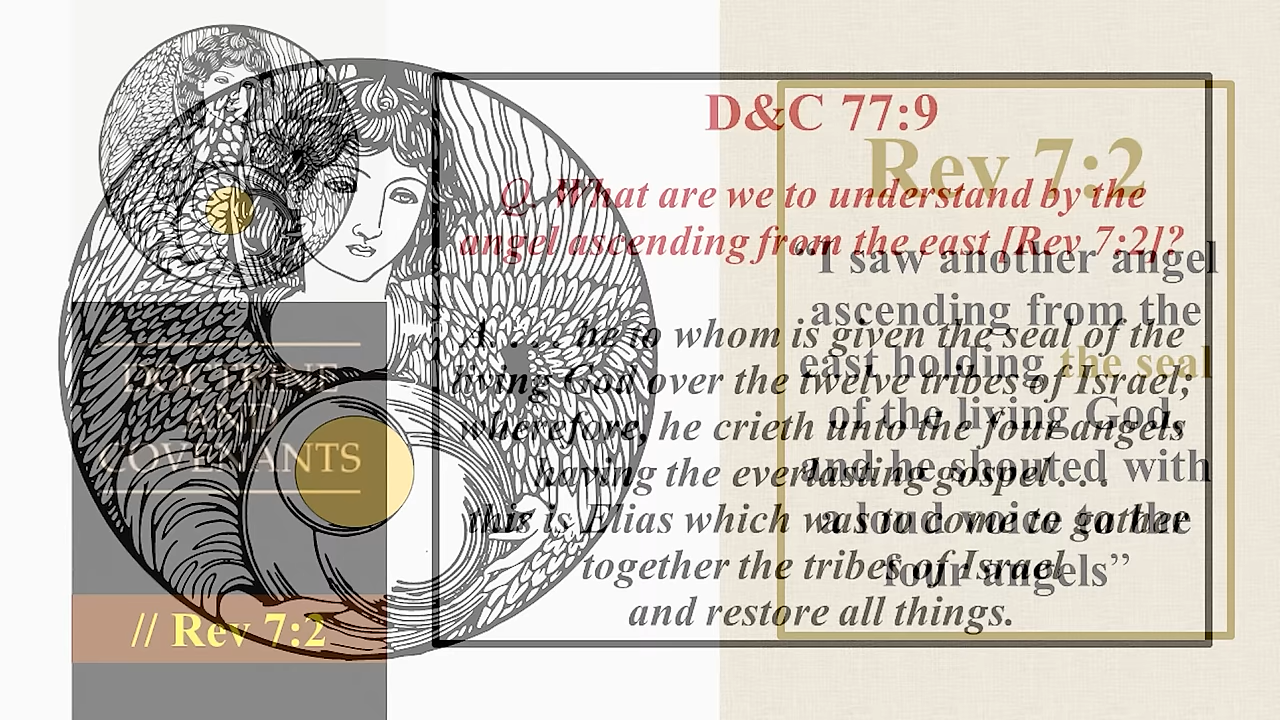 D&C 77:9
Q. What are we to understand by the
angel ascending from the east [Rev 7:2]?
A. . . . he to whom is given the seal of the
living God over the twelve tribes of Israel;
wherefore, he crieth unto the four angels
having the everlasting gospel . . .
this is Elias which was to come to gather
together the tribes of Israel
and restore all things.
Rev 7:2
“I saw another angel
ascending from the
east holding the seal
of the living God,
and he shouted with
a loud voice to the
four angels”
DOCTRINE
AND
COVENANTS
// Rev 7:2